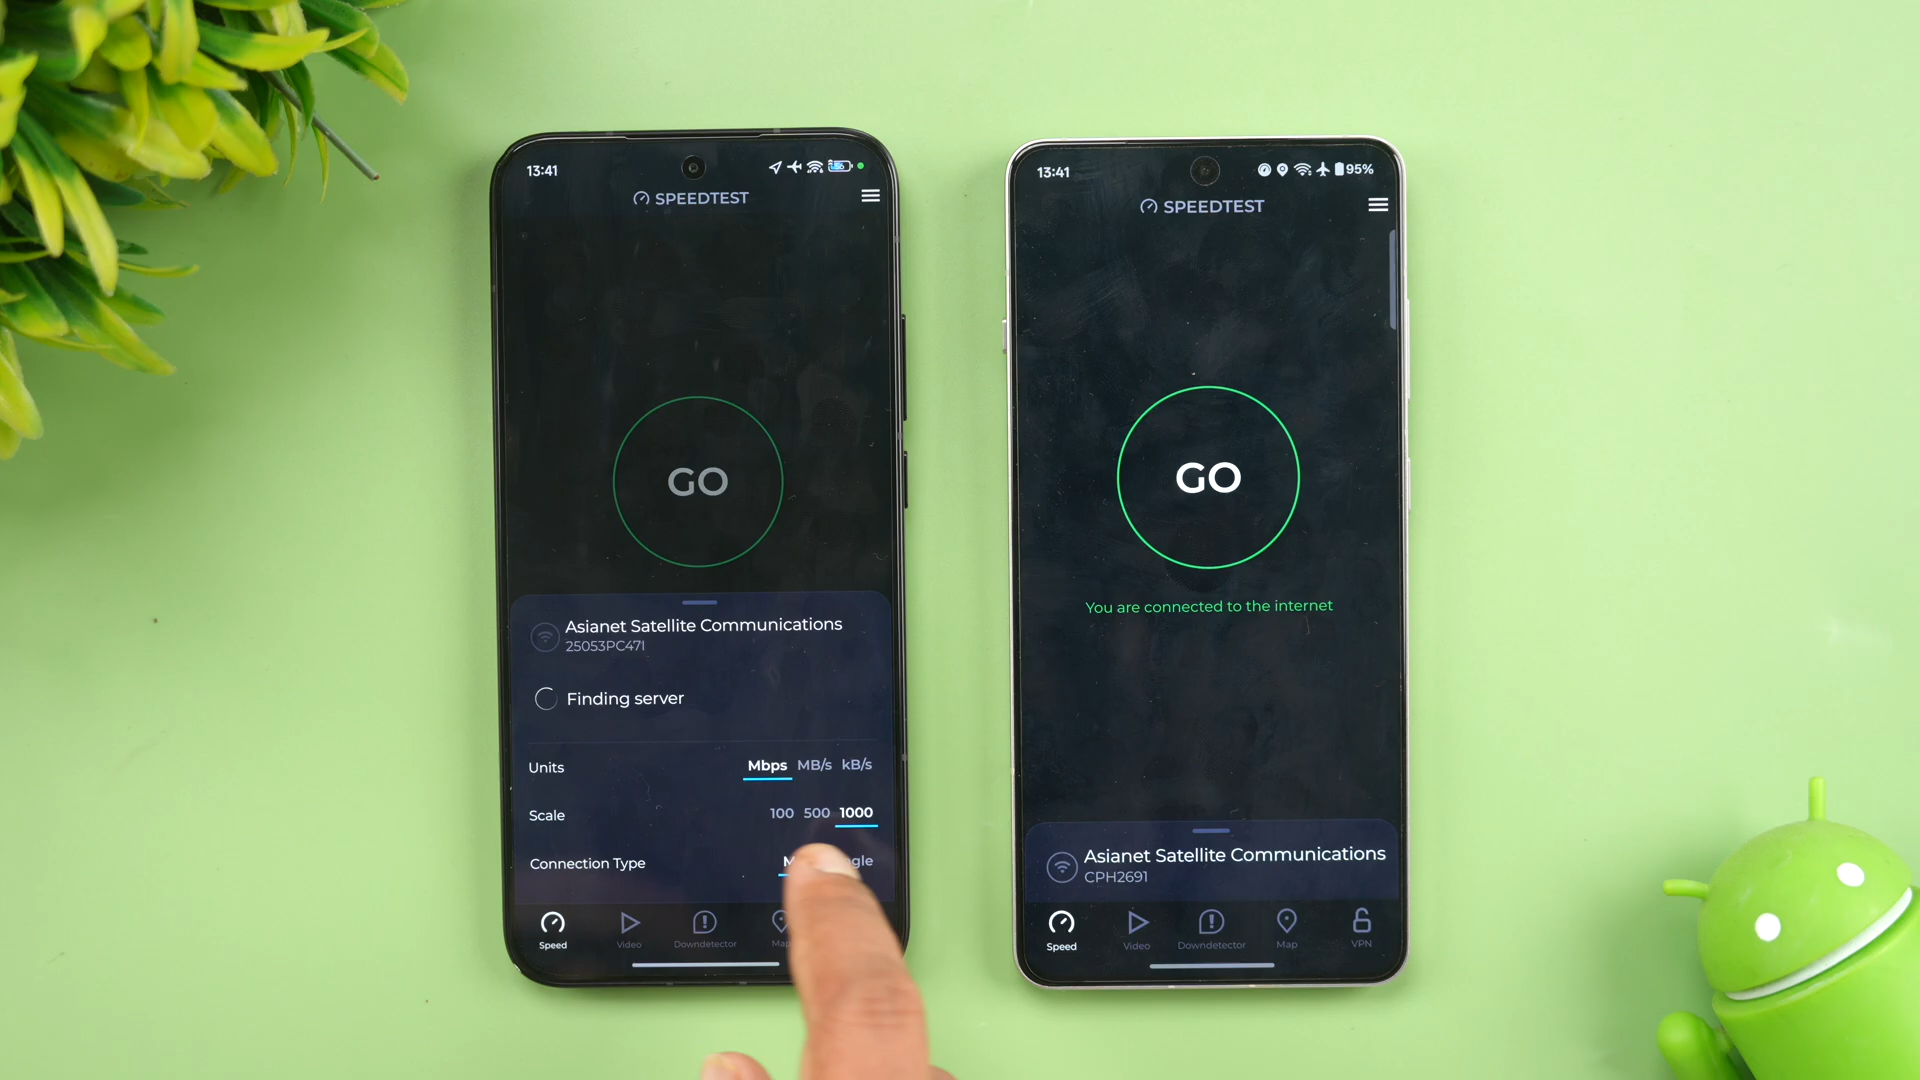 13:41
SPEEDTEST
GO
Asianet Satellite Communications
25053PC47I
Finding server
Units Mbps MB/s kB/s
Scale 100 500 1000
Connection Type
Speed Video Downdetector Map
13:41
95%
SPEEDTEST
GO
You are connected to the internet
Asianet Satellite Communications
CPH2691
Speed Video Downdetector Map VPN